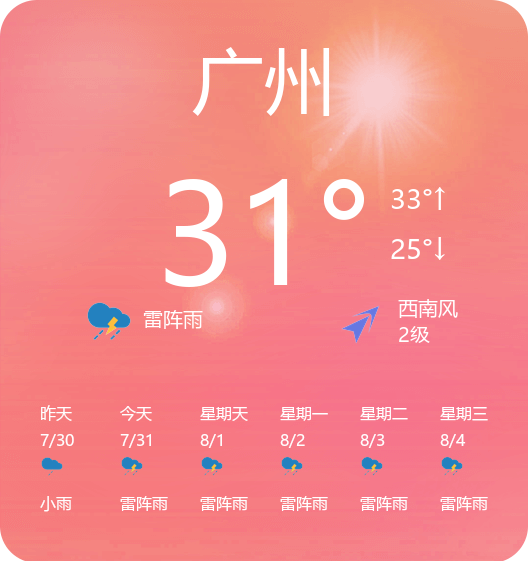 广州
31°
33°↑
25°↓
雷阵雨
西南风
2级
昨天 今天 星期天 星期一 星期二 星期三
7/30 7/31 8/1 8/2 8/3 8/4
小雨 雷阵雨 雷阵雨 雷阵雨 雷阵雨 雷阵雨